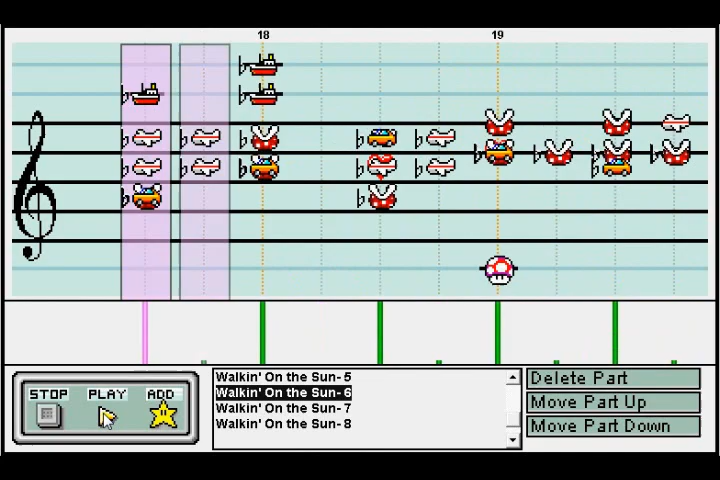 18 19
Walkin' On the Sun- 5
Walkin' On the Sun- 6
Walkin' On the Sun- 7
Walkin' On the Sun- 8
STOP PLAY ADD
Delete Part
Move Part Up
Move Part Down